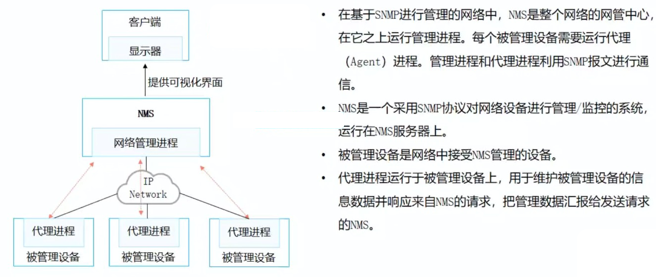 客户端
显示器
提供可视化界面
NMS
网络管理进程
IP
Network
代理进程
代理进程
代理进程
被管理设备
被管理设备
被管理设备
• 在基于SNMP进行管理的网络中，NMS是整个网络的网管中心，
在它之上运行管理进程。每个被管理设备需要运行代理
（Agent）进程。管理进程和代理进程利用SNMP报文进行通
信。
• NMS是一个采用SNMP协议对网络设备进行管理/监控的系统，
运行在NMS服务器上。
• 被管理设备是网络中接受NMS管理的设备。
• 代理进程运行于被管理设备上，用于维护被管理设备的信
息数据并响应来自NMS的请求，把管理数据汇报给发送请求
的NMS。